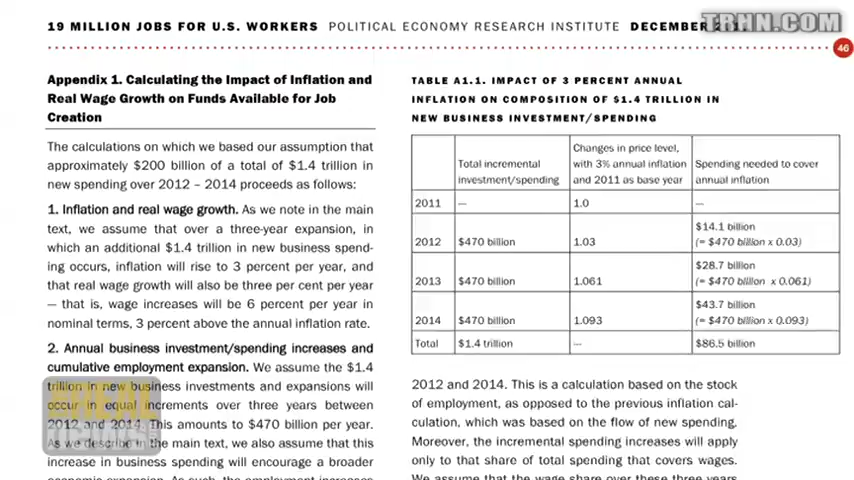 19 MILLION JOBS FOR U.S. WORKERS POLITICAL ECONOMY RESEARCH INSTITUTE DECEMBER
TRHN.COM
46
Appendix 1. Calculating the Impact of Inflation and
Real Wage Growth on Funds Available for Job
Creation
The calculations on which we based our assumption that
approximately $200 billion of a total of $1.4 trillion in
new spending over 2012 – 2014 proceeds as follows:
1. Inflation and real wage growth. As we note in the main
text, we assume that over a three-year expansion, in
which an additional $1.4 trillion in new business spend-
ing occurs, inflation will rise to 3 percent per year, and
that real wage growth will also be three per cent per year
— that is, wage increases will be 6 percent per year in
nominal terms, 3 percent above the annual inflation rate.
2. Annual business investment/spending increases and
cumulative employment expansion. We assume the $1.4
trillion in new business investments and expansions will
occur in equal increments over three years between
2012 and 2014. This amounts to $470 billion per year.
As we describe in the main text, we also assume that this
increase in business spending will encourage a broader
economic expansion. As such, the employment increases
TABLE A1.1. IMPACT OF 3 PERCENT ANNUAL
INFLATION ON COMPOSITION OF $1.4 TRILLION IN
NEW BUSINESS INVESTMENT/SPENDING
Total incremental investment/spending
Changes in price level, with 3% annual inflation and 2011 as base year
Spending needed to cover annual inflation
2011 — 1.0 —
2012 $470 billion 1.03 $14.1 billion
(= $470 billion x 0.03)
2013 $470 billion 1.061 $28.7 billion
(= $470 billion x 0.061)
2014 $470 billion 1.093 $43.7 billion
(= $470 billion x 0.093)
Total $1.4 trillion — $86.5 billion
2012 and 2014. This is a calculation based on the stock
of employment, as opposed to the previous inflation cal-
culation, which was based on the flow of new spending.
Moreover, the incremental spending increases will apply
only to that share of total spending that covers wages.
We assume that the wage share over these three years